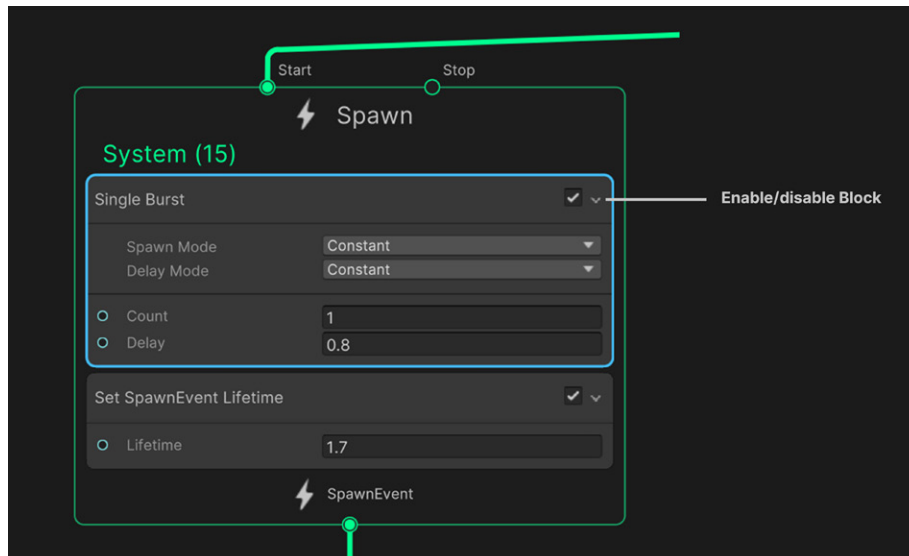 Start
Stop
Spawn
System (15)
Single Burst
Enable/disable Block
Spawn Mode
Constant
Delay Mode
Constant
Count
1
Delay
0.8
Set SpawnEvent Lifetime
Lifetime
1.7
SpawnEvent